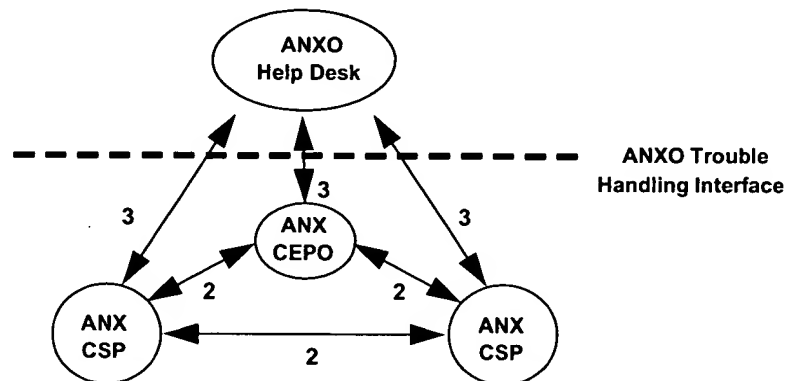 ANXO
Help Desk
ANXO Trouble
Handling Interface
3
3
3
ANX
CEPO
2
2
ANX
CSP
2
ANX
CSP